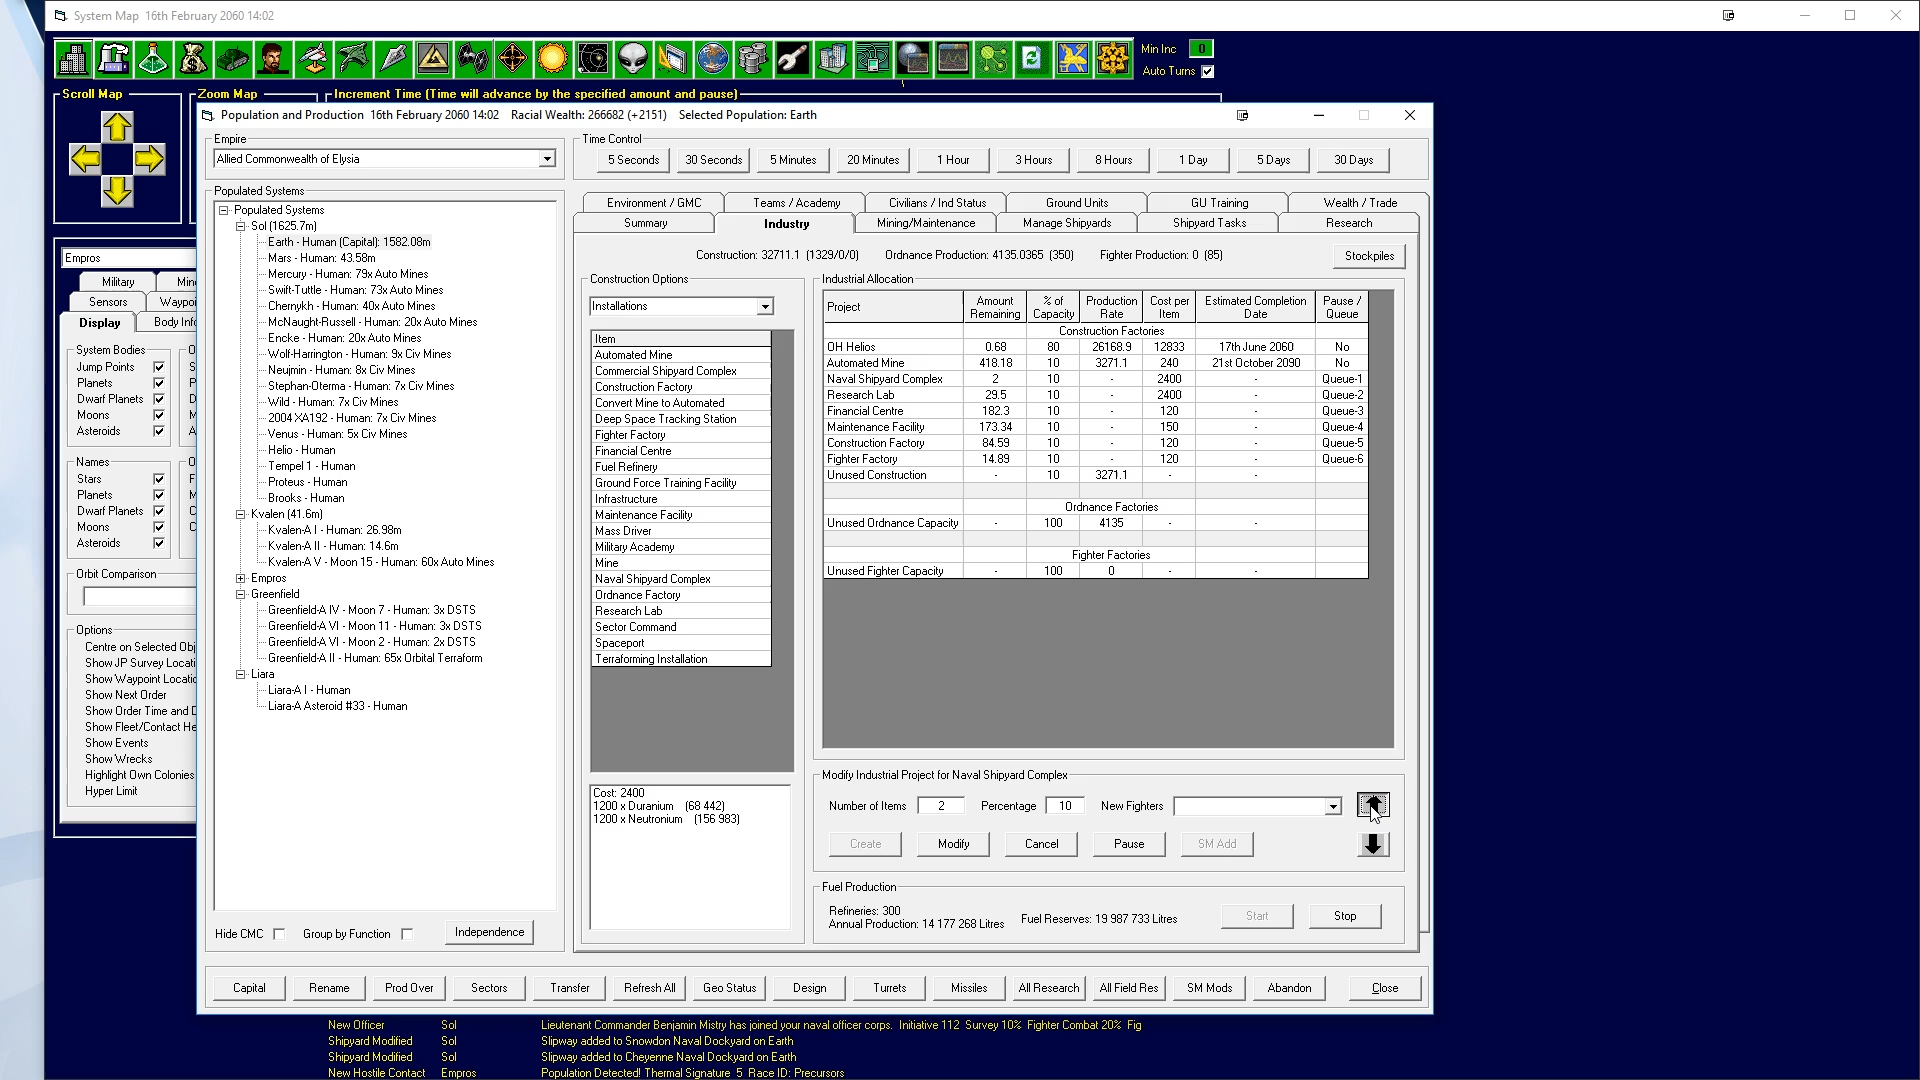 System Map  16th February 2060 14:02
Min Inc  0
Auto Turns
Scroll Map
Zoom Map
Increment Time (Time will advance by the specified amount and pause)
Population and Production  16th February 2060 14:02  Racial Wealth: 266682 (+2151)  Selected Population: Earth
Empire
Allied Commonwealth of Elysia
Time Control
5 Seconds  30 Seconds  5 Minutes  20 Minutes  1 Hour  3 Hours  8 Hours  1 Day  5 Days  30 Days
Populated Systems
Populated Systems
Sol (1625.7m)
Earth - Human (Capital): 1582.08m
Mars - Human: 43.58m
Mercury - Human: 79x Auto Mines
Swift-Tuttle - Human: 73x Auto Mines
Chernykh - Human: 40x Auto Mines
McNaught-Russell - Human: 20x Auto Mines
Encke - Human: 20x Auto Mines
Wolf-Harrington - Human: 9x Civ Mines
Neujmin - Human: 8x Civ Mines
Stephan-Oterma - Human: 7x Civ Mines
Wild - Human: 7x Civ Mines
2004 XA192 - Human: 7x Civ Mines
Venus - Human: 5x Civ Mines
Helio - Human
Tempel 1 - Human
Proteus - Human
Brooks - Human
Kvalen (41.6m)
Kvalen-A I - Human: 26.98m
Kvalen-A II - Human: 14.6m
Kvalen-A V - Moon 15 - Human: 60x Auto Mines
Empros
Greenfield
Greenfield-A IV - Moon 7 - Human: 3x DSTS
Greenfield-A VI - Moon 11 - Human: 3x DSTS
Greenfield-A VI - Moon 2 - Human: 2x DSTS
Greenfield-A II - Human: 65x Orbital Terraform
Liara
Liara-A I - Human
Liara-A Asteroid #33 - Human
Hide CMC  Group by Function  Independence
Environment / GMC  Teams / Academy  Civilians / Ind Status  Ground Units  GU Training  Wealth / Trade
Summary  Industry  Mining/Maintenance  Manage Shipyards  Shipyard Tasks  Research
Construction: 32711.1 (1329/0/0)  Ordnance Production: 4135.0365 (350)  Fighter Production: 0 (85)  Stockpiles
Construction Options
Installations
Item
Automated Mine
Commercial Shipyard Complex
Construction Factory
Convert Mine to Automated
Deep Space Tracking Station
Fighter Factory
Financial Centre
Fuel Refinery
Ground Force Training Facility
Infrastructure
Maintenance Facility
Mass Driver
Military Academy
Mine
Naval Shipyard Complex
Ordnance Factory
Research Lab
Sector Command
Spaceport
Terraforming Installation
Cost: 2400
1200 x Duranium  (68 442)
1200 x Neutronium  (156 983)
Industrial Allocation
Project  Amount Remaining  % of Capacity  Production Rate  Cost per Item  Estimated Completion Date  Pause / Queue
Construction Factories
OH Helios  0.68  80  26168.9  12833  17th June 2060  No
Automated Mine  418.18  10  3271.1  240  21st October 2090  No
Naval Shipyard Complex  2  10  -  2400  -  Queue-1
Research Lab  29.5  10  -  2400  -  Queue-2
Financial Centre  182.3  10  -  120  -  Queue-3
Maintenance Facility  173.34  10  -  150  -  Queue-4
Construction Factory  84.59  10  -  120  -  Queue-5
Fighter Factory  14.89  10  -  120  -  Queue-6
Unused Construction  -  10  3271.1  -  -
Ordnance Factories
Unused Ordnance Capacity  -  100  4135  -  -
Fighter Factories
Unused Fighter Capacity  -  100  0  -  -
Modify Industrial Project for Naval Shipyard Complex
Number of Items  2  Percentage  10  New Fighters
Create  Modify  Cancel  Pause  SM Add
Fuel Production
Refineries: 300
Annual Production: 14 177 268 Litres  Fuel Reserves: 19 987 733 Litres  Start  Stop
Capital  Rename  Prod Over  Sectors  Transfer  Refresh All  Geo Status  Design  Turrets  Missiles  All Research  All Field Res  SM Mods  Abandon  Close
Empros
Military  Mine
Sensors  Waypoi
Display  Body Info
System Bodies
Jump Points
Planets
Dwarf Planets
Moons
Asteroids
Names
Stars
Planets
Dwarf Planets
Moons
Asteroids
Orbit Comparison
Options
Centre on Selected Obj
Show JP Survey Locati
Show Waypoint Locatio
Show Next Order
Show Order Time and D
Show Fleet/Contact He
Show Events
Show Wrecks
Highlight Own Colonies
Hyper Limit
New Officer  Sol  Lieutenant Commander Benjamin Mistry has joined your naval officer corps.  Initiative 112  Survey 10%  Fighter Combat 20%  Fig
Shipyard Modified  Sol  Slipway added to Snowdon Naval Dockyard on Earth
Shipyard Modified  Sol  Slipway added to Cheyenne Naval Dockyard on Earth
New Hostile Contact  Empros  Population Detected! Thermal Signature  5  Race ID: Precursors